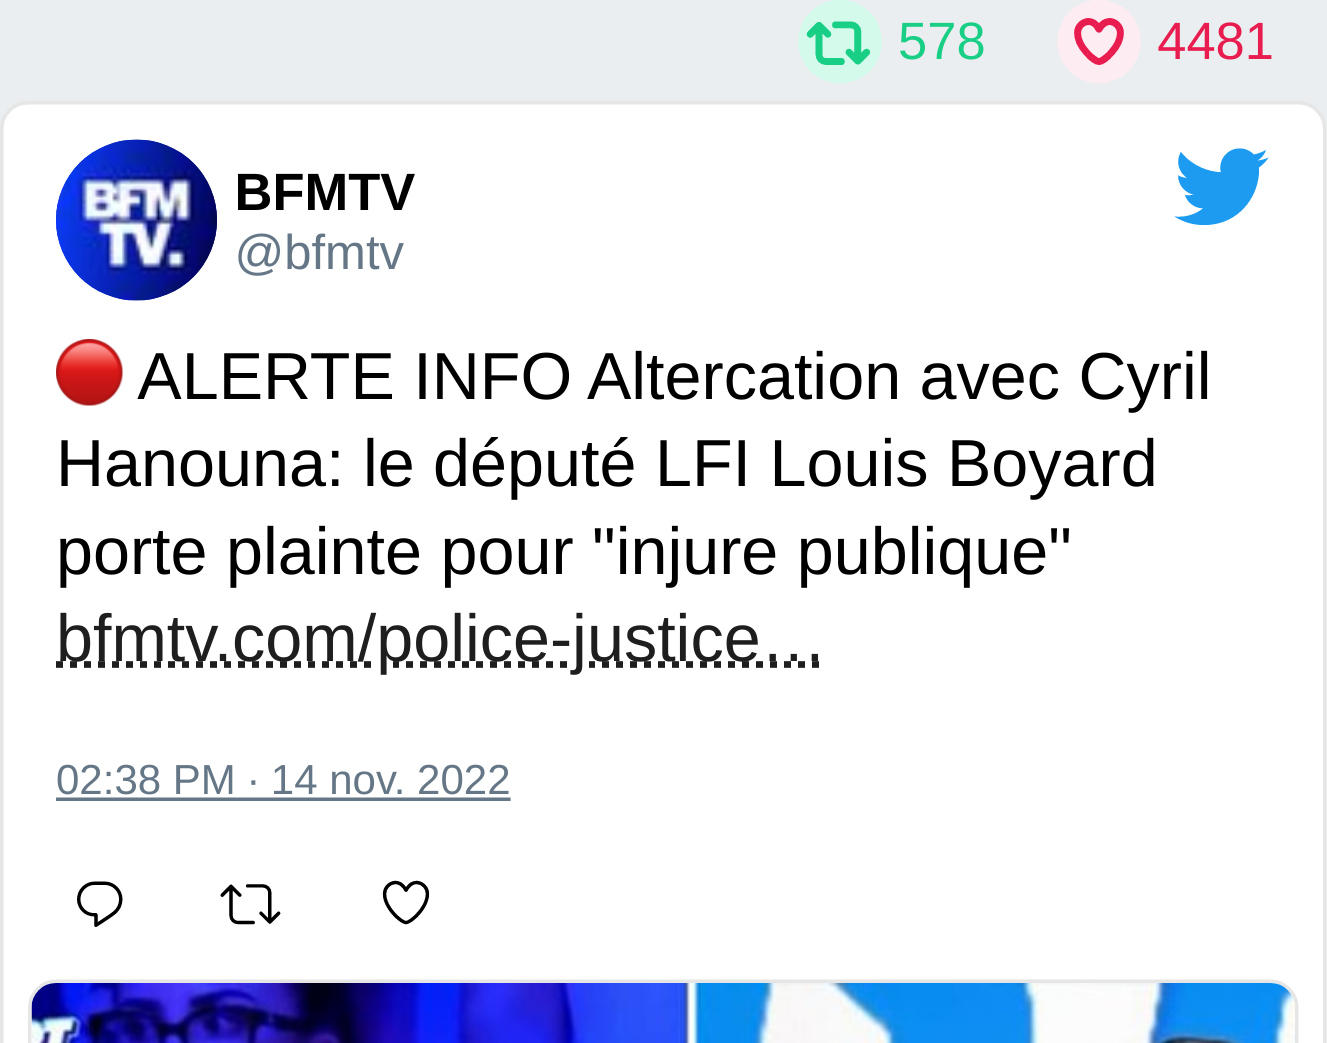 578 4481
BFM
TV.
BFMTV
@bfmtv
🔴 ALERTE INFO Altercation avec Cyril
Hanouna: le député LFI Louis Boyard
porte plainte pour "injure publique"
bfmtv.com/police-justice…
02:38 PM · 14 nov. 2022